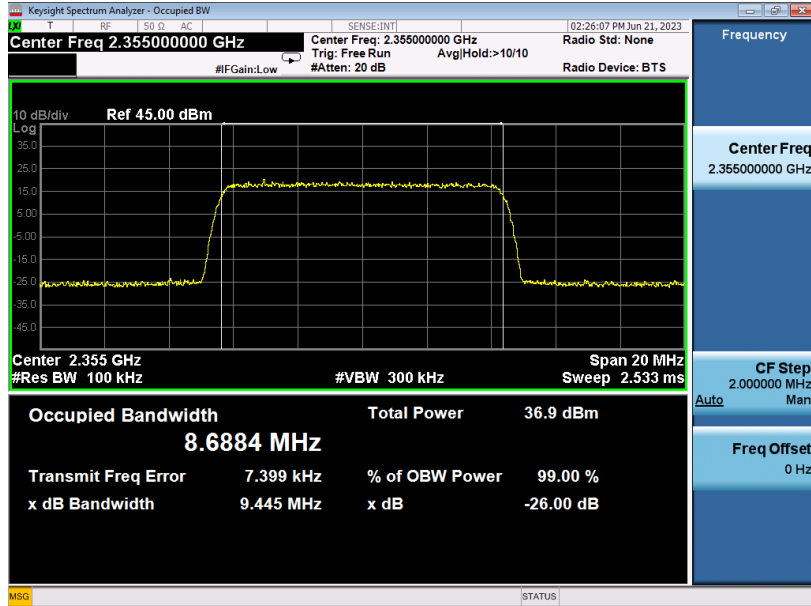 Keysight Spectrum Analyzer - Occupied BW
LXI T RF 50 Ω AC SENSE:INT 02:26:07 PM Jun 21, 2023
Center Freq 2.355000000 GHz
Center Freq: 2.355000000 GHz Radio Std: None
Trig: Free Run Avg|Hold:>10/10
#IFGain:Low #Atten: 20 dB Radio Device: BTS
10 dB/div Ref 45.00 dBm
Log
35.0
25.0
15.0
5.00
-5.00
-15.0
-25.0
-35.0
-45.0
Center 2.355 GHz Span 20 MHz
#Res BW 100 kHz #VBW 300 kHz Sweep 2.533 ms
Occupied Bandwidth Total Power 36.9 dBm
8.6884 MHz
Transmit Freq Error 7.399 kHz % of OBW Power 99.00 %
x dB Bandwidth 9.445 MHz x dB -26.00 dB
Frequency
Center Freq
2.355000000 GHz
CF Step
2.000000 MHz
Auto Man
Freq Offset
0 Hz
MSG STATUS